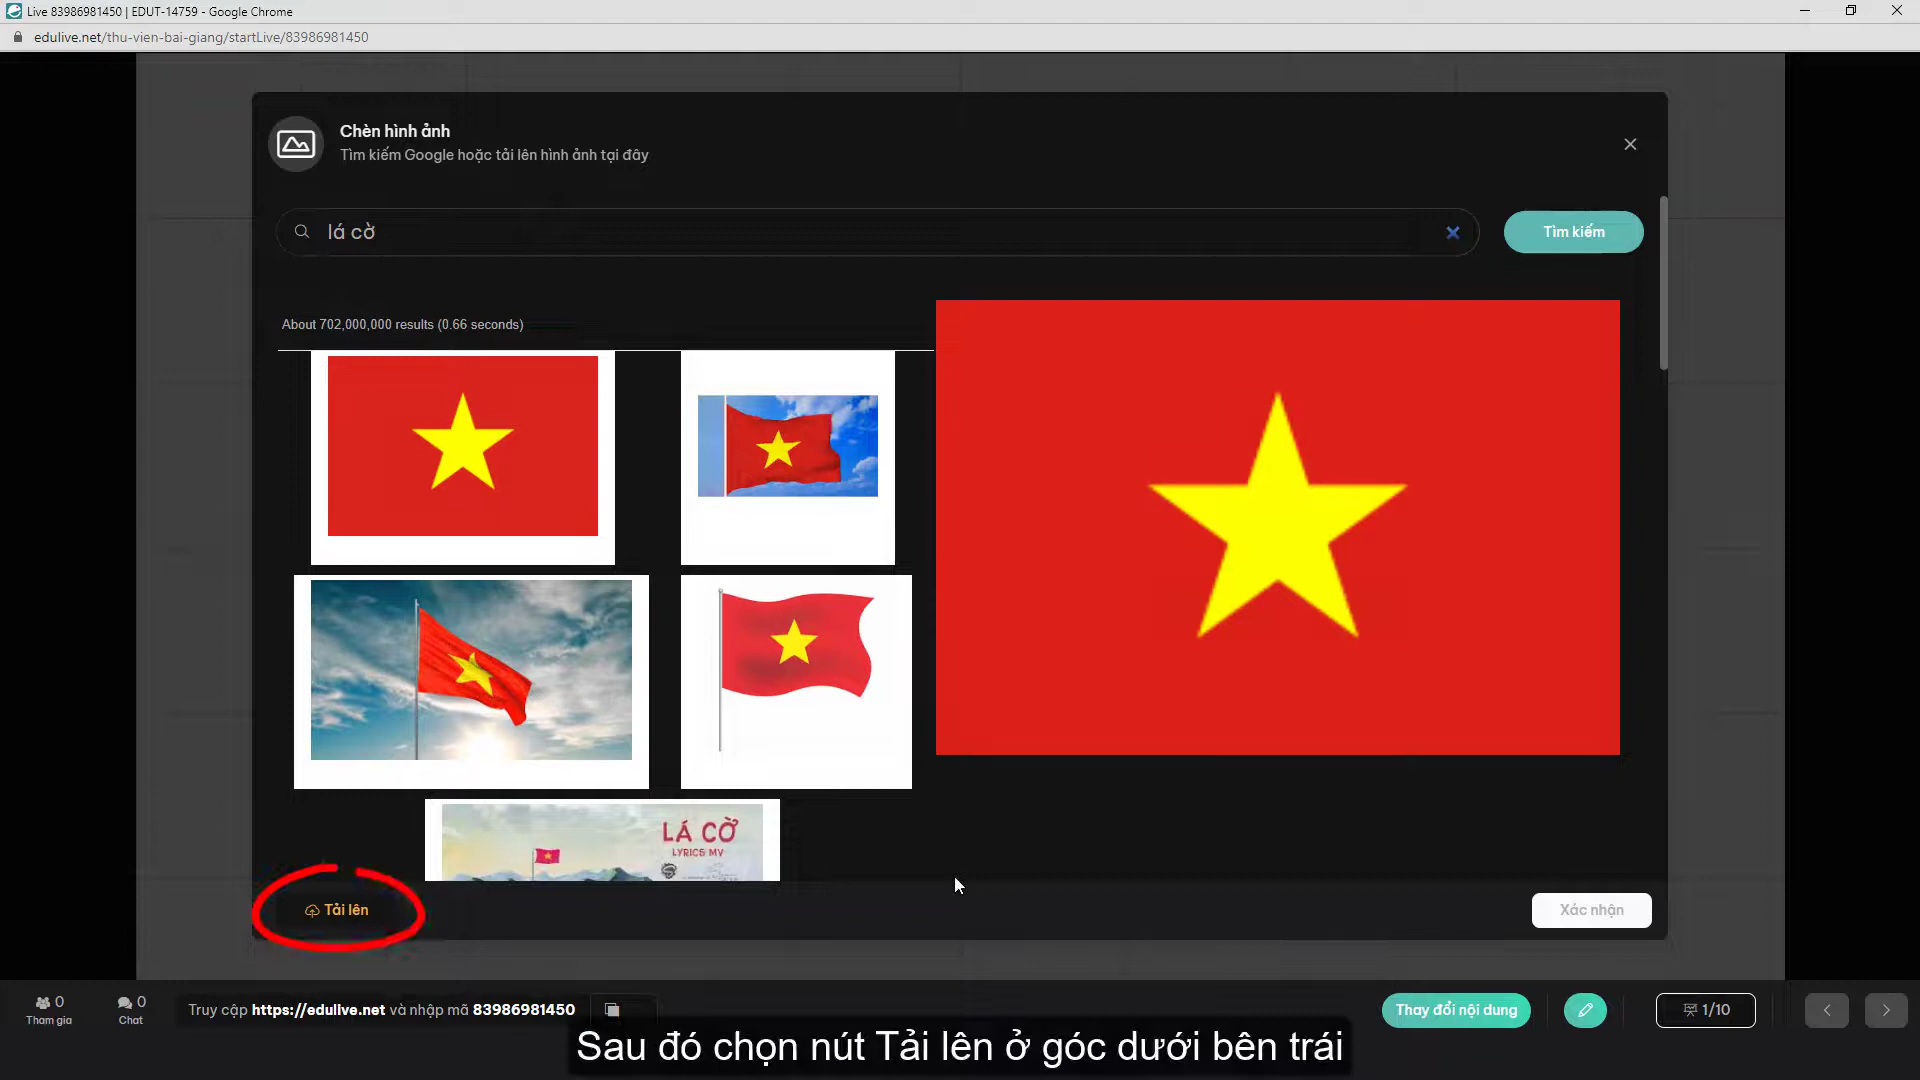 Live 83986981450 | EDUT-14759 - Google Chrome
edulive.net/thu-vien-bai-giang/startLive/83986981450
Chèn hình ảnh
Tìm kiếm Google hoặc tải lên hình ảnh tại đây
lá cờ
Tìm kiếm
About 702,000,000 results (0.66 seconds)
LÁ CỜ
LYRICS MV
Tải lên
Xác nhận
0
Tham gia
0
Chat
Truy cập https://edulive.net và nhập mã 83986981450
Thay đổi nội dung
1/10
Sau đó chọn nút Tải lên ở góc dưới bên trái